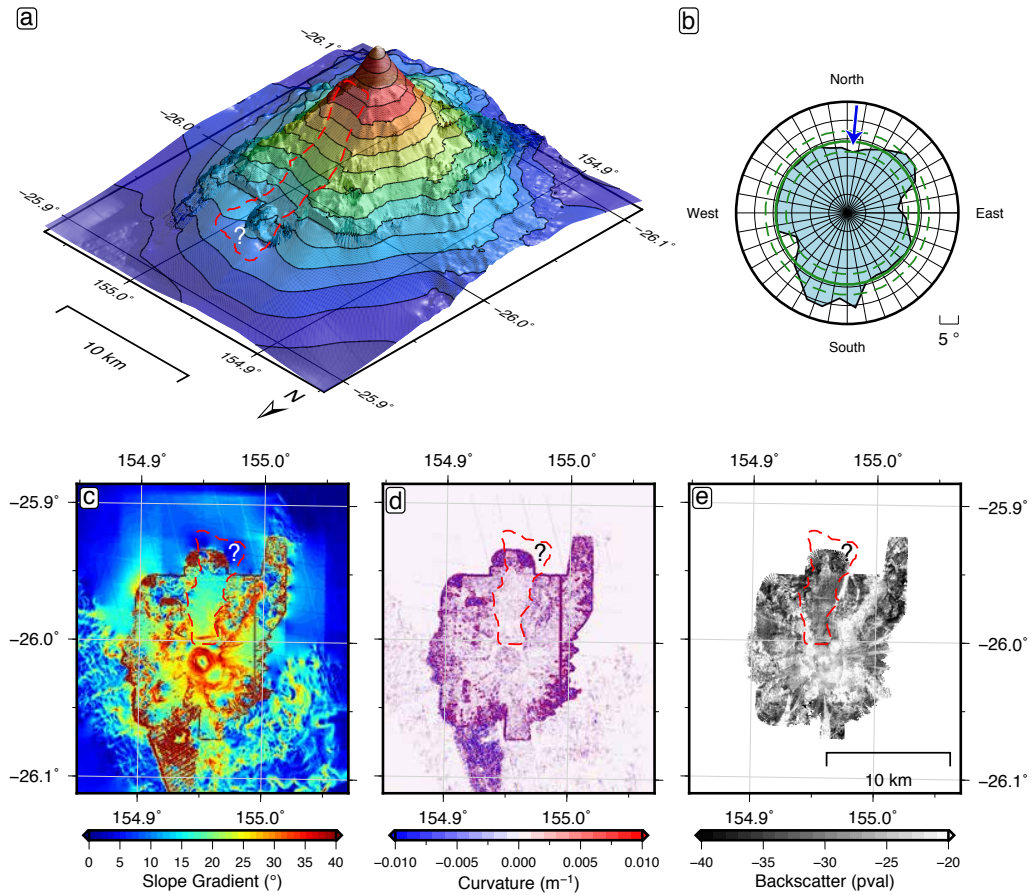 a
−26.1°
−26.0°
−25.9°
154.9°
−26.1°
−26.0°
−25.9°
155.0°
154.9°
?
10 km
N
b
North
West
East
South
5 °
154.9° 155.0°
154.9° 155.0°
154.9° 155.0°
c
d
e
−25.9°
−26.0°
−26.1°
?
?
?
−25.9°
−26.0°
−26.1°
10 km
154.9° 155.0°
154.9° 155.0°
154.9° 155.0°
0 5 10 15 20 25 30 35 40
Slope Gradient (°)
−0.010 −0.005 0.000 0.005 0.010
Curvature (m⁻¹)
−40 −35 −30 −25 −20
Backscatter (pval)